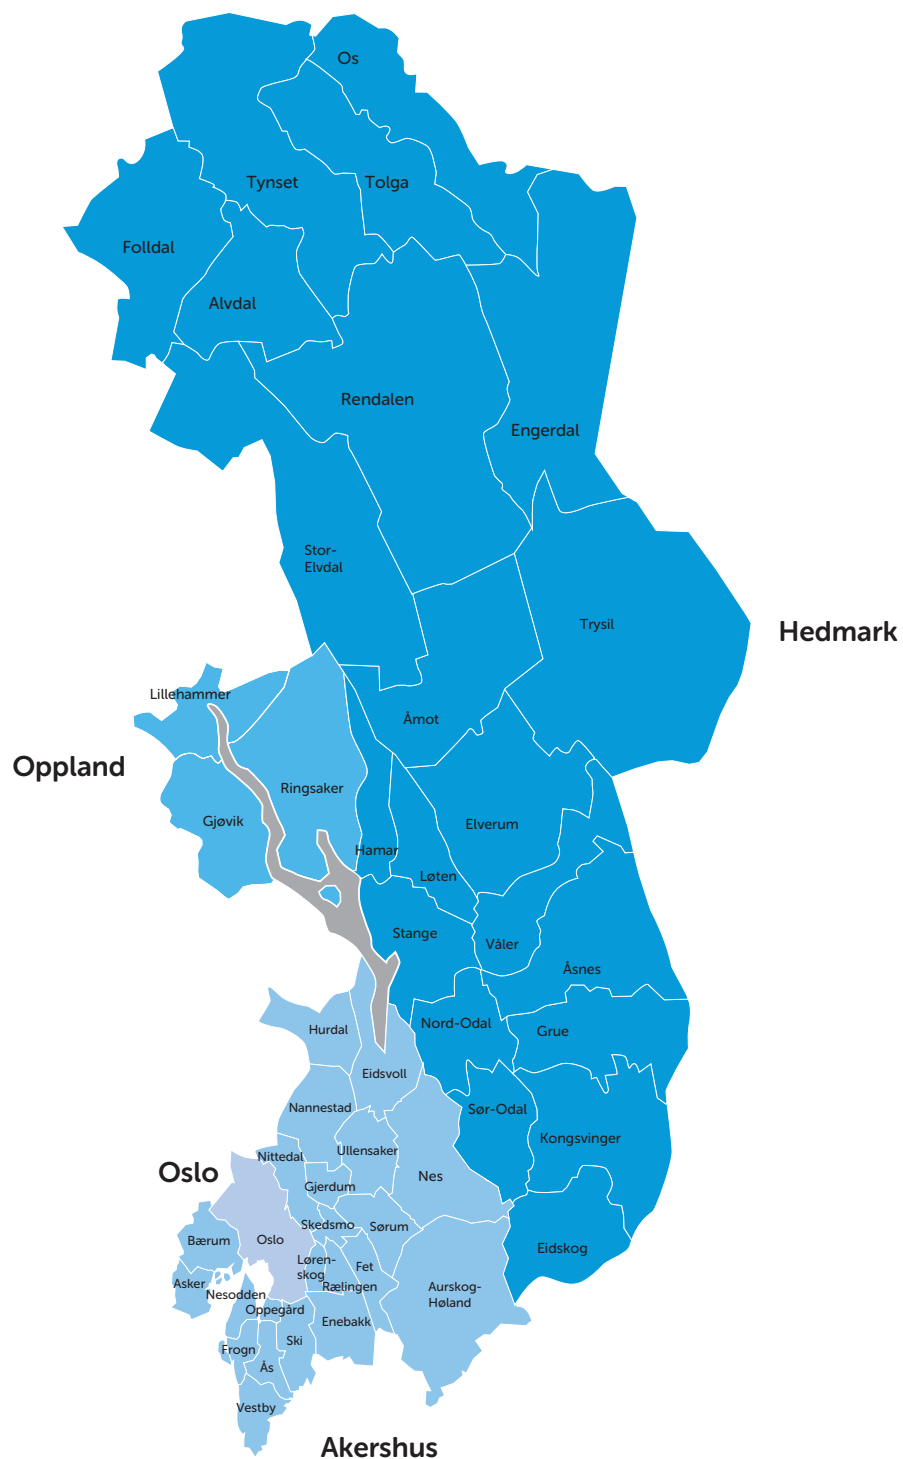 Os
Tynset
Tolga
Folldal
Alvdal
Rendalen
Engerdal
Stor-
Elvdal
Trysil
Hedmark
Lillehammer
Åmot
Oppland
Ringsaker
Gjøvik
Elverum
Hamar
Løten
Stange
Våler
Åsnes
Nord-Odal
Grue
Hurdal
Eidsvoll
Nannestad
Sør-Odal
Kongsvinger
Ullensaker
Nittedal
Oslo
Nes
Gjerdum
Skedsmo
Sørum
Bærum
Oslo
Eidskog
Løren-
skog
Fet
Asker
Nesodden
Rælingen
Aurskog-
Høland
Oppegård
Enebakk
Ski
Frogn
Ås
Vestby
Akershus